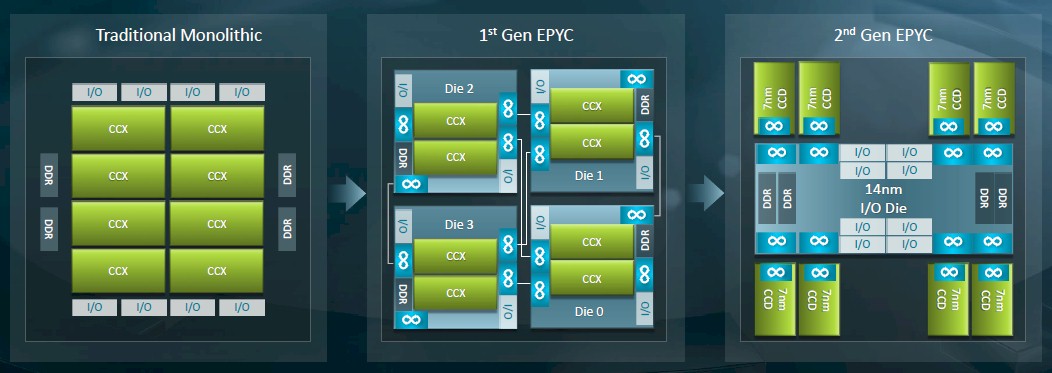 Traditional Monolithic
I/O I/O I/O I/O
CCX CCX
DDR CCX CCX DDR
DDR CCX CCX DDR
CCX CCX
I/O I/O I/O I/O
1st Gen EPYC
I/O Die 2
CCX
CCX
DDR
I/O
I/O
CCX DDR
CCX
Die 1 I/O
I/O Die 3
CCX
CCX
DDR
I/O
I/O
CCX DDR
CCX
Die 0 I/O
2nd Gen EPYC
7nm CCD
7nm CCD
7nm CCD
7nm CCD
I/O I/O
I/O I/O
DDR DDR 14nm DDR DDR
I/O Die
I/O I/O
I/O I/O
7nm CCD
7nm CCD
7nm CCD
7nm CCD